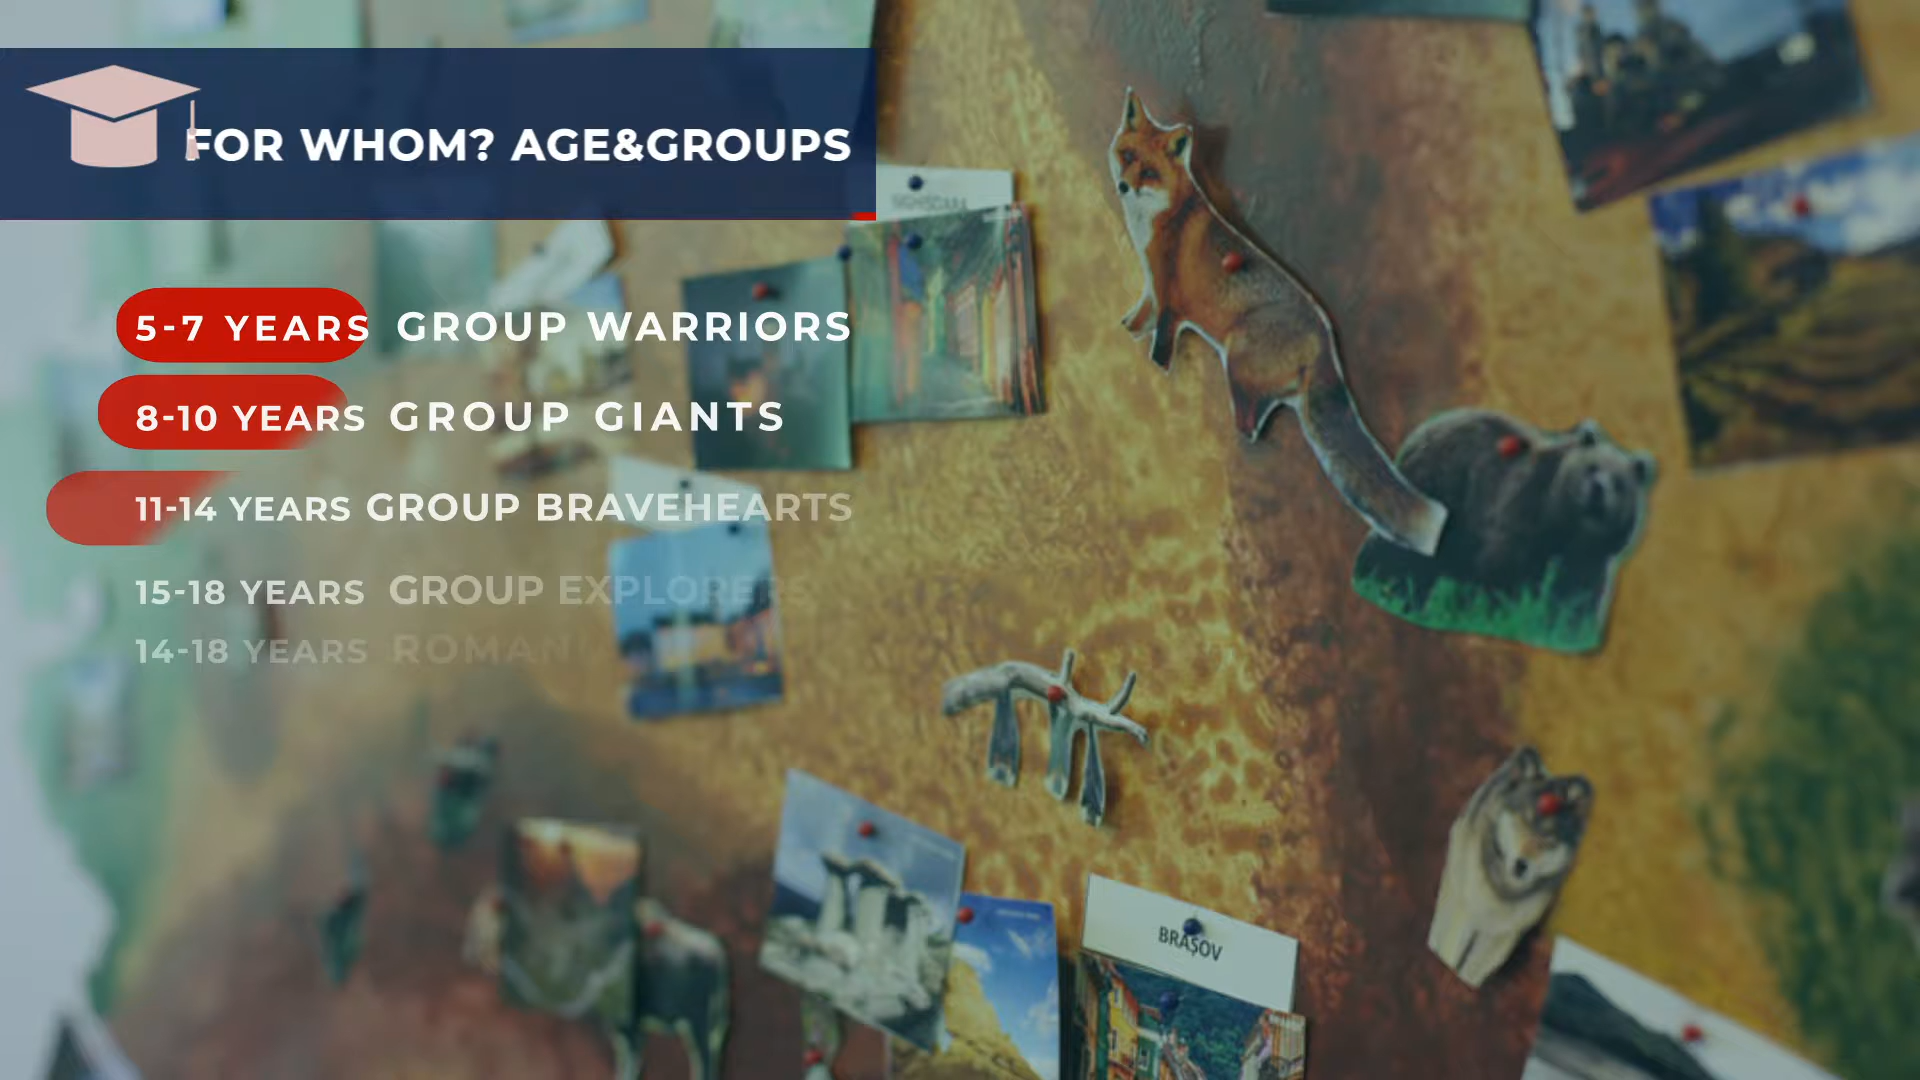 FOR WHOM? AGE&GROUPS
5-7 YEARS GROUP WARRIORS
8-10 YEARS GROUP GIANTS
11-14 YEARS GROUP BRAVEHEARTS
15-18 YEARS GROUP EXPLORERS
14-18 YEARS
BRAȘOV